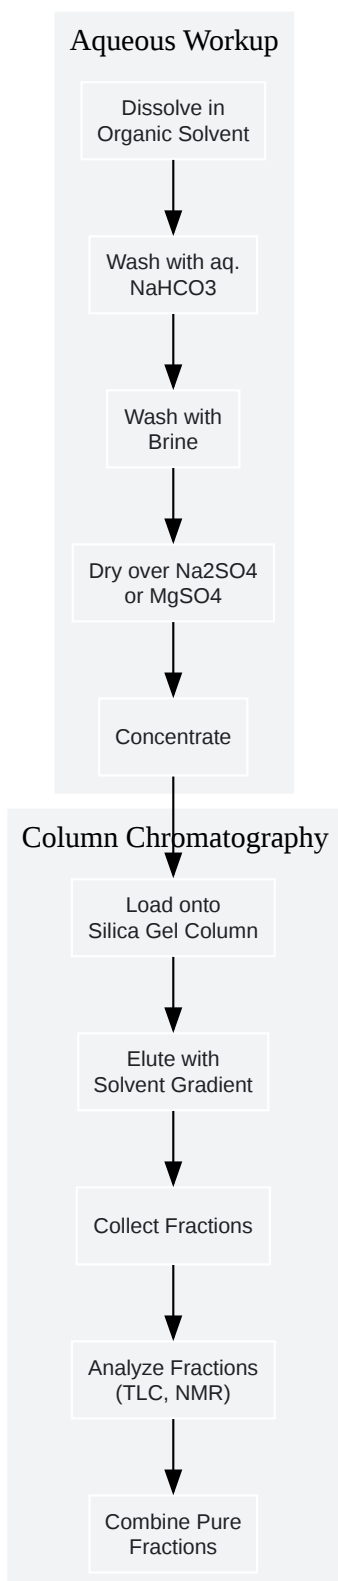 Aqueous Workup
Dissolve in
Organic Solvent
Wash with aq.
NaHCO3
Wash with
Brine
Dry over Na2SO4
or MgSO4
Concentrate
Column Chromatography
Load onto
Silica Gel Column
Elute with
Solvent Gradient
Collect Fractions
Analyze Fractions
(TLC, NMR)
Combine Pure
Fractions